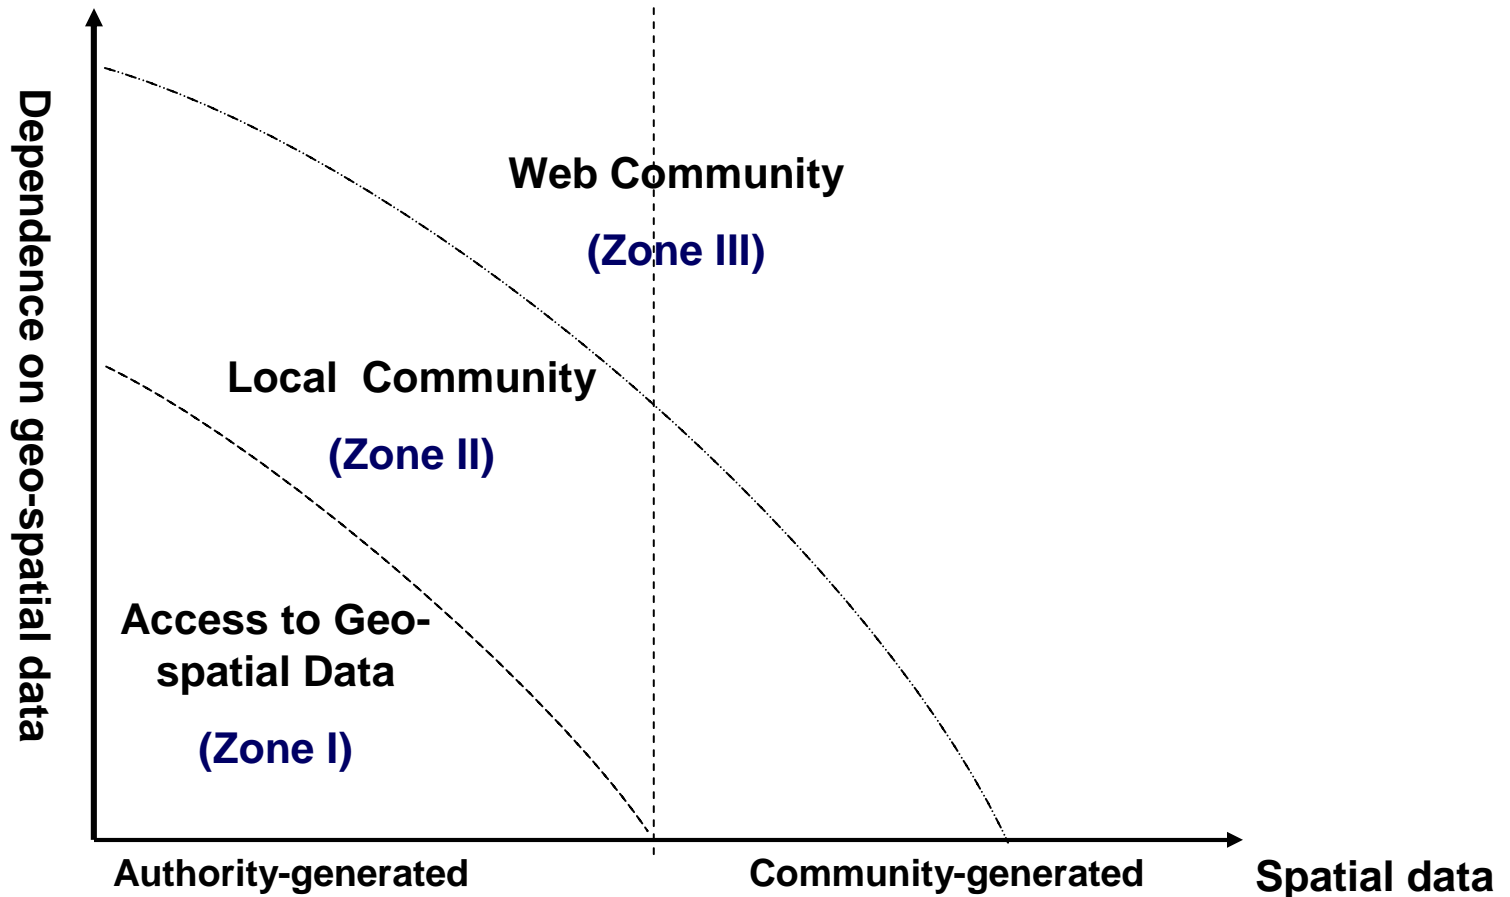 Dependence on geo-spatial data
Web Community
(Zone III)
Local Community
(Zone II)
Access to Geo-
spatial Data
(Zone I)
Authority-generated
Community-generated
Spatial data